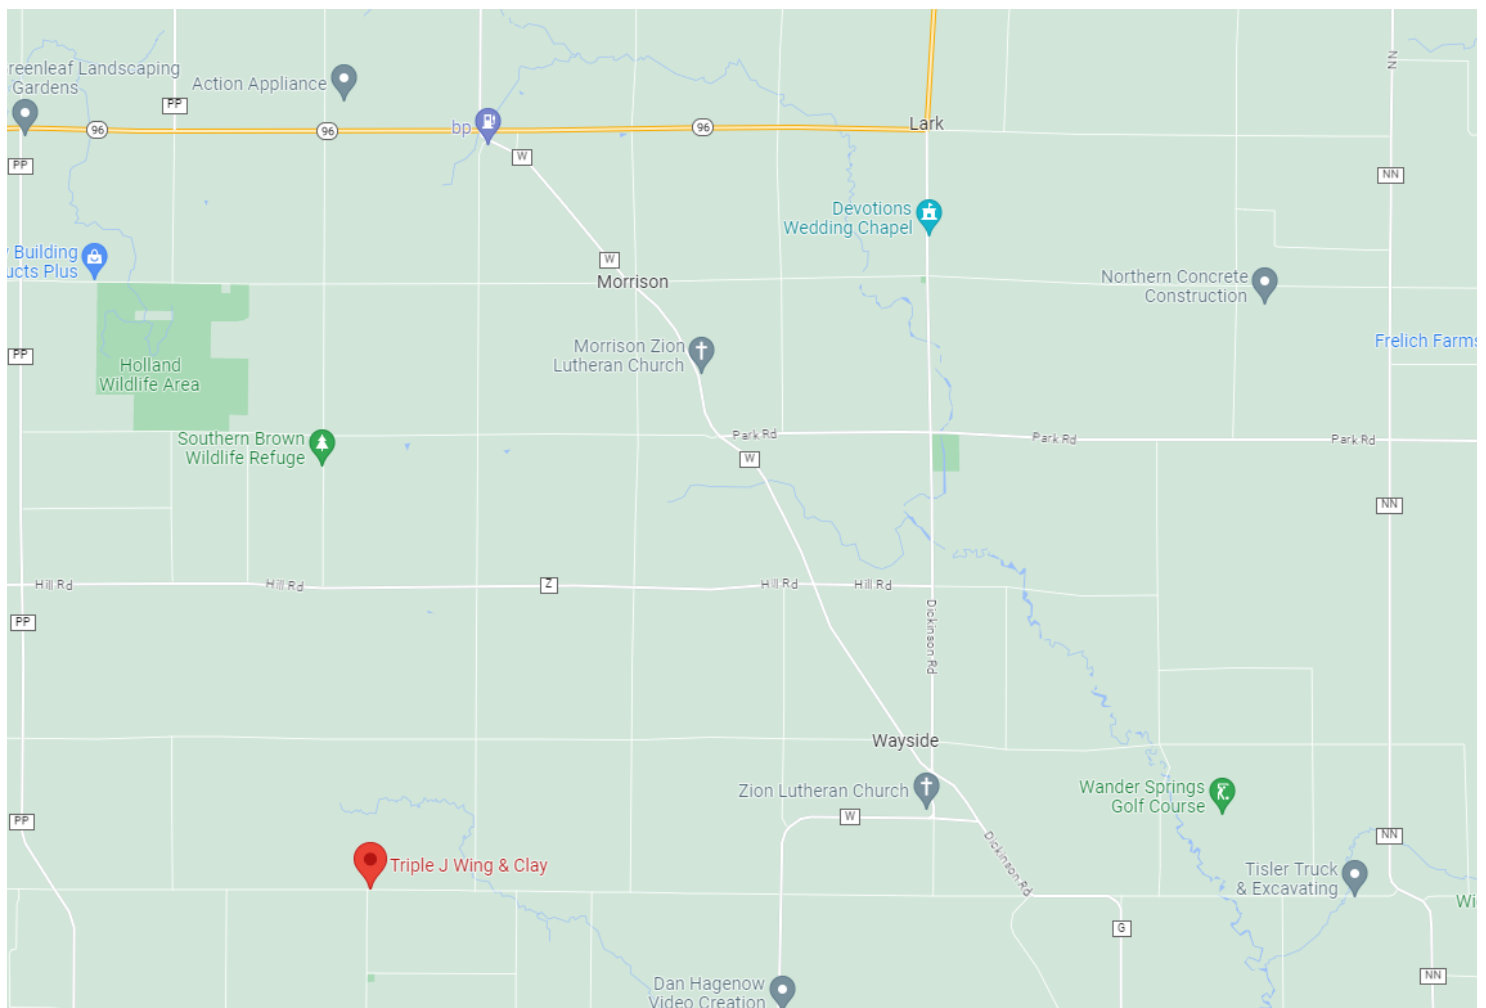 NN
reenleaf Landscaping
Gardens
Action Appliance
PP
bp
96
96
96
Lark
W
PP
NN
Devotions
Wedding Chapel
Building
ucts Plus
W
Morrison
Northern Concrete
Construction
Frelich Farms
PP
Holland
Wildlife Area
Morrison Zion
Lutheran Church
Southern Brown
Wildlife Refuge
Park Rd
Park Rd
Park Rd
W
NN
Hill Rd
Hill Rd
Z
Hill Rd
Hill Rd
PP
Dickinson Rd
Wayside
Zion Lutheran Church
Wander Springs
Golf Course
PP
W
NN
Dickinson Rd
Triple J Wing & Clay
Tisler Truck
& Excavating
Wi
G
NN
Dan Hagenow
Video Creation